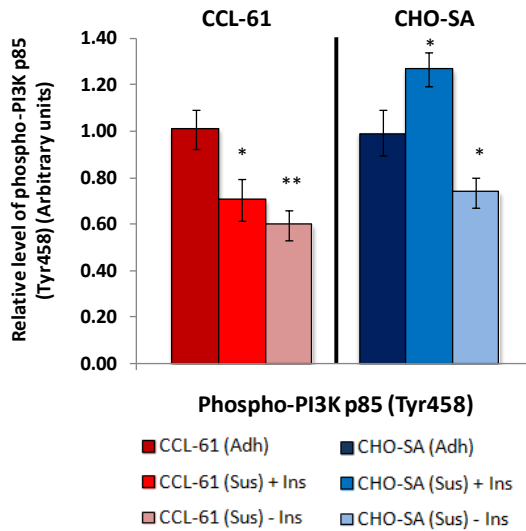 CCL-61 CHO-SA
Relative level of phospho-PI3K p85
(Tyr458) (Arbitrary units)
1.40
1.20
1.00
0.80
0.60
0.40
0.20
0.00
* ** * *
Phospho-PI3K p85 (Tyr458)
CCL-61 (Adh) CHO-SA (Adh)
CCL-61 (Sus) + Ins CHO-SA (Sus) + Ins
CCL-61 (Sus) - Ins CHO-SA (Sus) - Ins